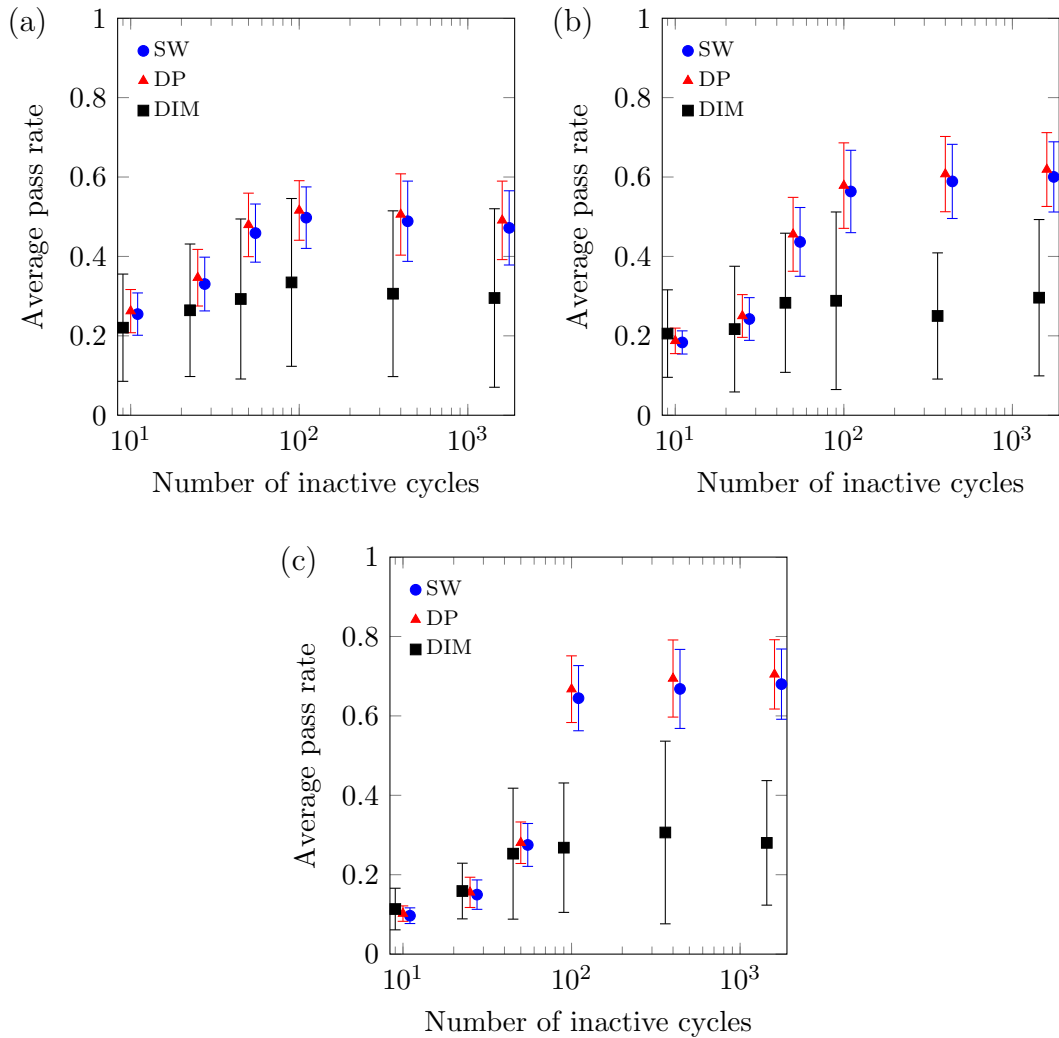 (a)
1
0.8
0.6
0.4
0.2
0
Average pass rate
SW
DP
DIM
10^1 10^2 10^3
Number of inactive cycles
(b)
1
0.8
0.6
0.4
0.2
0
Average pass rate
SW
DP
DIM
10^1 10^2 10^3
Number of inactive cycles
(c)
1
0.8
0.6
0.4
0.2
0
Average pass rate
SW
DP
DIM
10^1 10^2 10^3
Number of inactive cycles